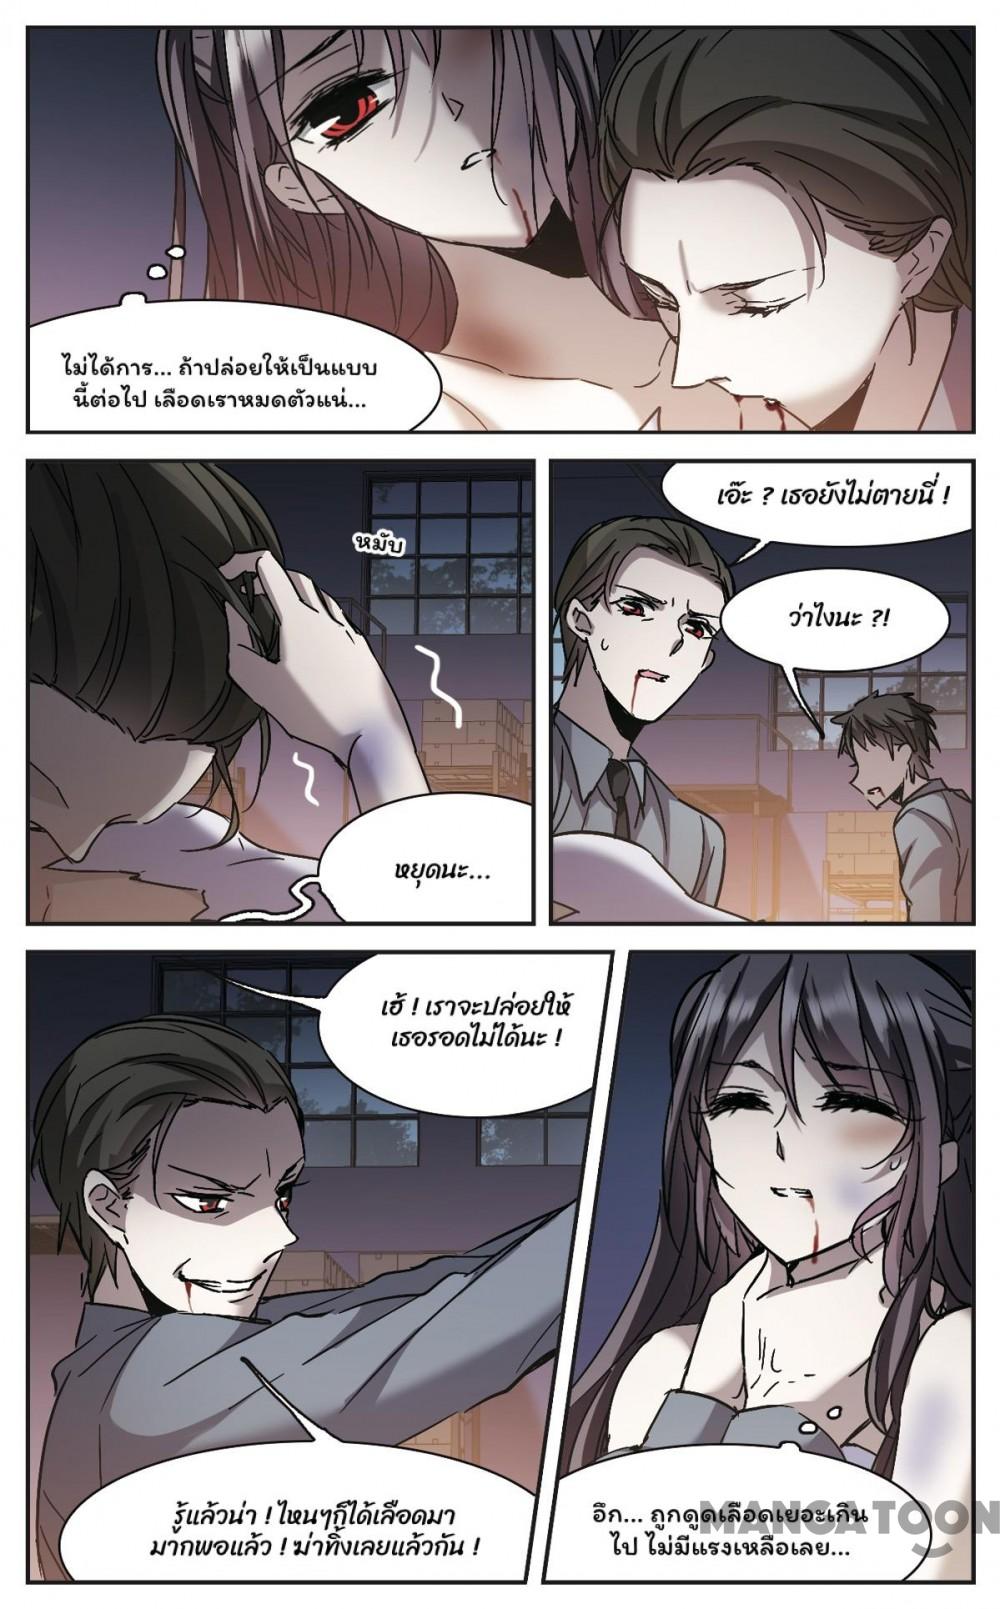 ไม่ได้การ... ถ้าปล่อยให้เป็นแบบ
นี้ต่อไป เลือดเราหมดตัวแน่...
หมับ
หยุดนะ...
เอ๊ะ ? เธอยังไม่ตายนี่ !
ว่าไงนะ ?!
เฮ้ ! เราจะปล่อยให้
เธอรอดไม่ได้นะ !
รู้แล้วน่า ! ไหนๆก็ได้เลือดมา
มากพอแล้ว ! ฆ่าทิ้งเลยแล้วกัน !
อึก... ถูกดูดเลือดเยอะเกิน
ไป ไม่มีแรงเหลือเลย...
MANGATOON